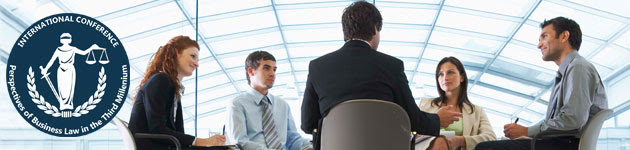 INTERNATIONAL CONFERENCE
Perspectives of Business Law in the Third Millenium